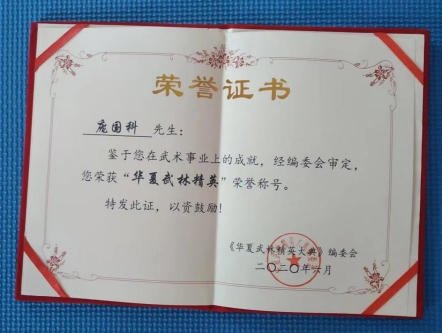 荣誉证书
庞国科 先生：
鉴于您在武术事业上的成就，经编委会审定，
您荣获“华夏武林精英”荣誉称号。
特发此证，以资鼓励！
《华夏武林精英大典》编委会
二〇二〇年六月